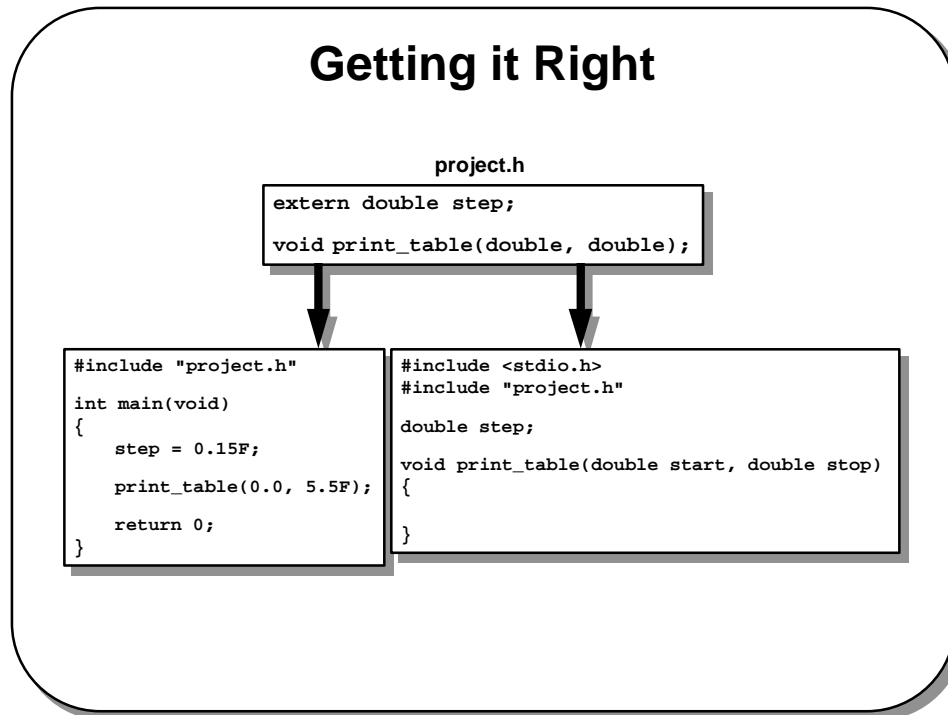 Getting it Right
project.h
extern double step;
void print_table(double, double);
#include "project.h"
int main(void)
{
    step = 0.15F;
    print_table(0.0, 5.5F);
    return 0;
}
#include <stdio.h>
#include "project.h"
double step;
void print_table(double start, double stop)
{
}